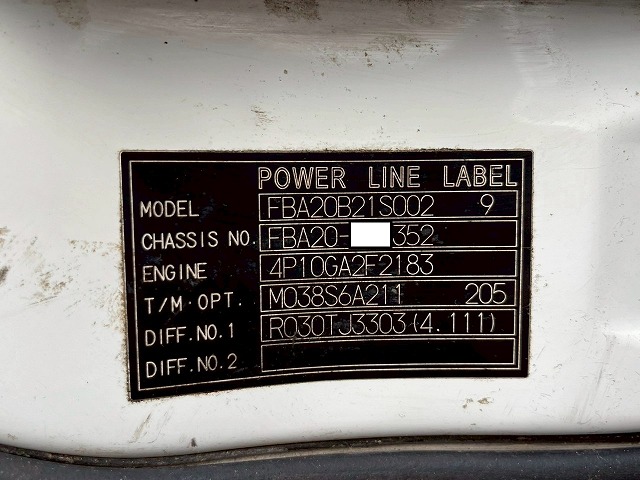 POWER LINE LABEL
MODEL FBA20B21S002 9
CHASSIS NO. FBA20- 352
ENGINE 4P10GA2F2183
T/M·OPT. M038S6A211 205
DIFF.NO.1 R030TJ3303(4.111)
DIFF.NO.2